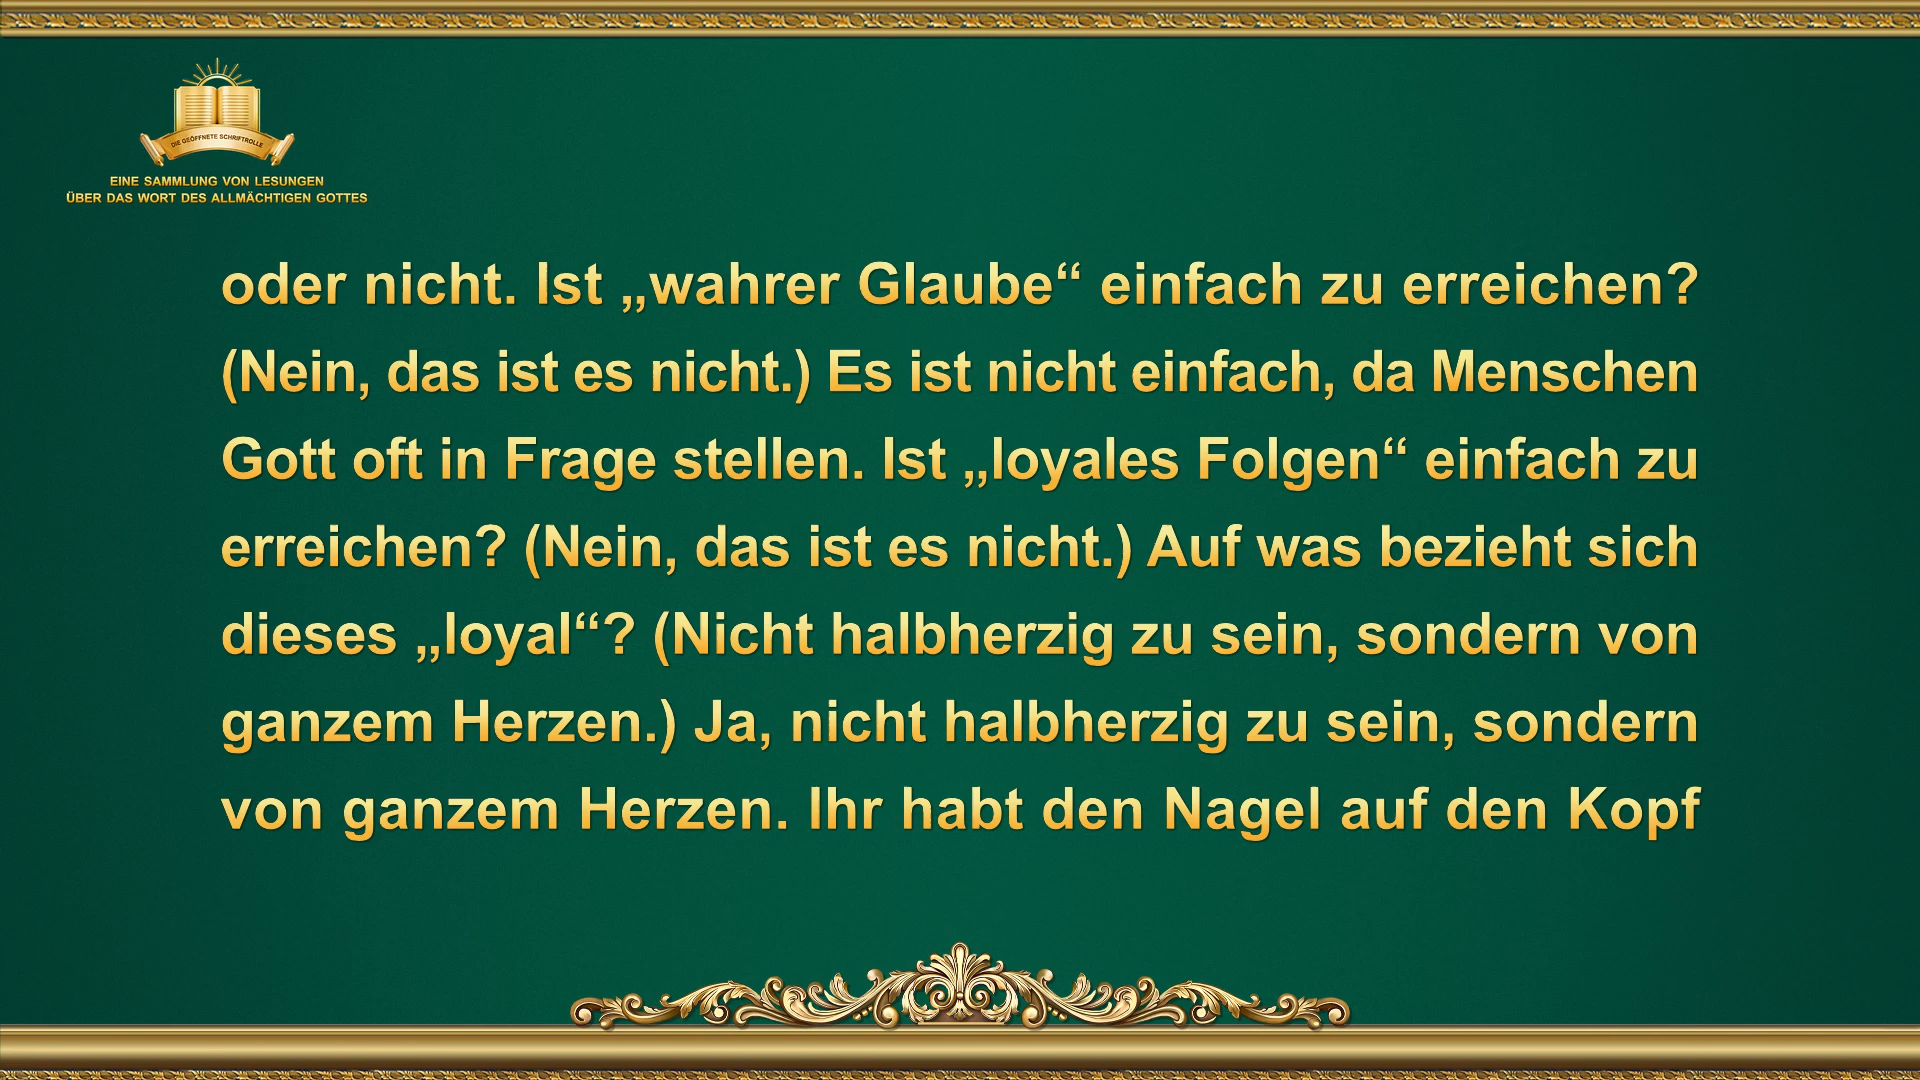 DIE GEÖFFNETE SCHRIFTROLLE
EINE SAMMLUNG VON LESUNGEN
ÜBER DAS WORT DES ALLMÄCHTIGEN GOTTES
oder nicht. Ist „wahrer Glaube“ einfach zu erreichen?
(Nein, das ist es nicht.) Es ist nicht einfach, da Menschen
Gott oft in Frage stellen. Ist „loyales Folgen“ einfach zu
erreichen? (Nein, das ist es nicht.) Auf was bezieht sich
dieses „loyal“? (Nicht halbherzig zu sein, sondern von
ganzem Herzen.) Ja, nicht halbherzig zu sein, sondern
von ganzem Herzen. Ihr habt den Nagel auf den Kopf